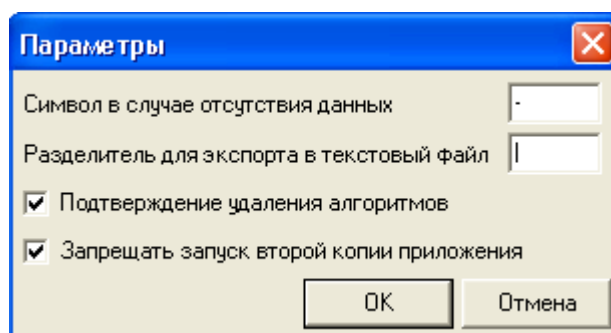 Параметры
Символ в случае отсутствия данных -
Разделитель для экспорта в текстовый файл |
Подтверждение удаления алгоритмов
Запрещать запуск второй копии приложения
OK Отмена